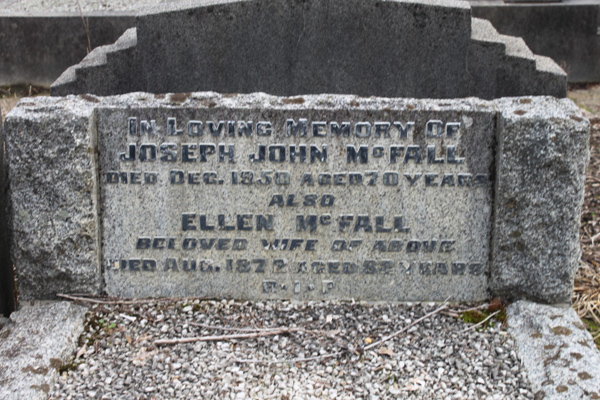 IN LOVING MEMORY OF
JOSEPH JOHN McFALL
DIED DEC. AGED 70 YEARS
ALSO
ELLEN McFALL
BELOVED WIFE OF ABOVE
DIED AUG. AGED YEARS.
R.I.P